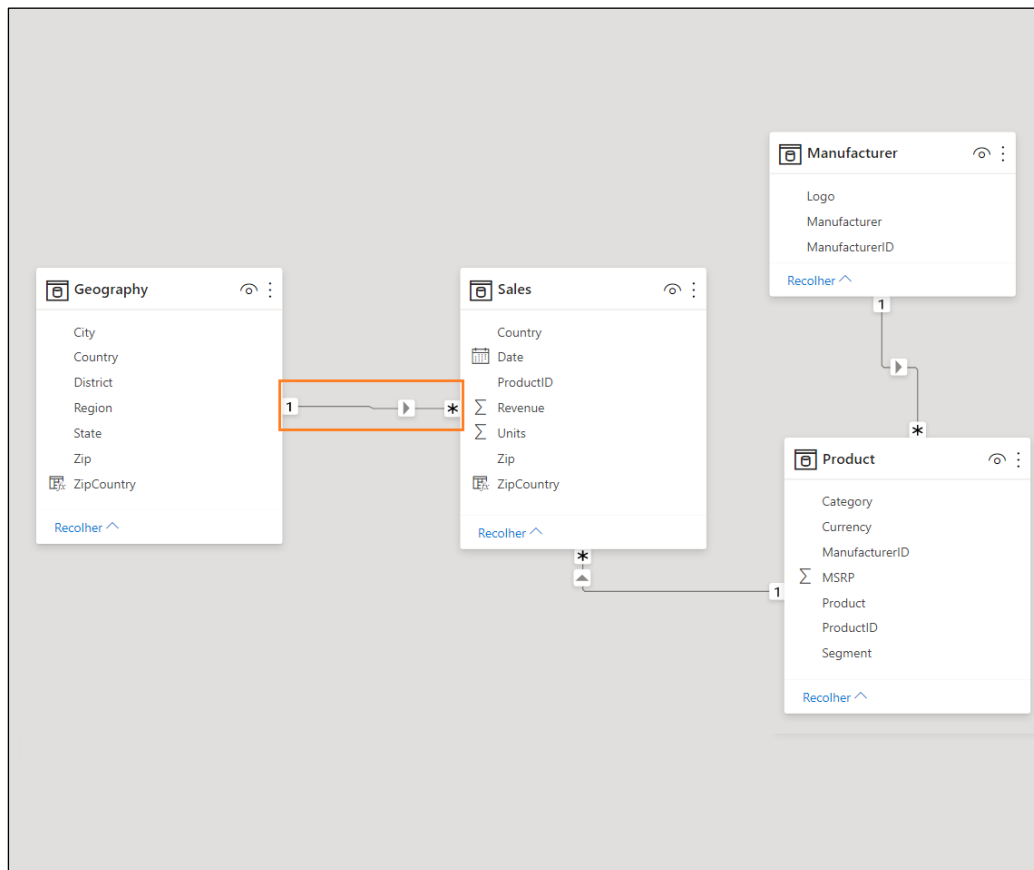 Manufacturer
Logo
Manufacturer
ManufacturerID
Recolher
1
Geography
City
Country
District
Region
State
Zip
ZipCountry
Recolher
1
*
Sales
Country
Date
ProductID
Revenue
Units
Zip
ZipCountry
Recolher
*
*
1
Product
Category
Currency
ManufacturerID
MSRP
Product
ProductID
Segment
Recolher